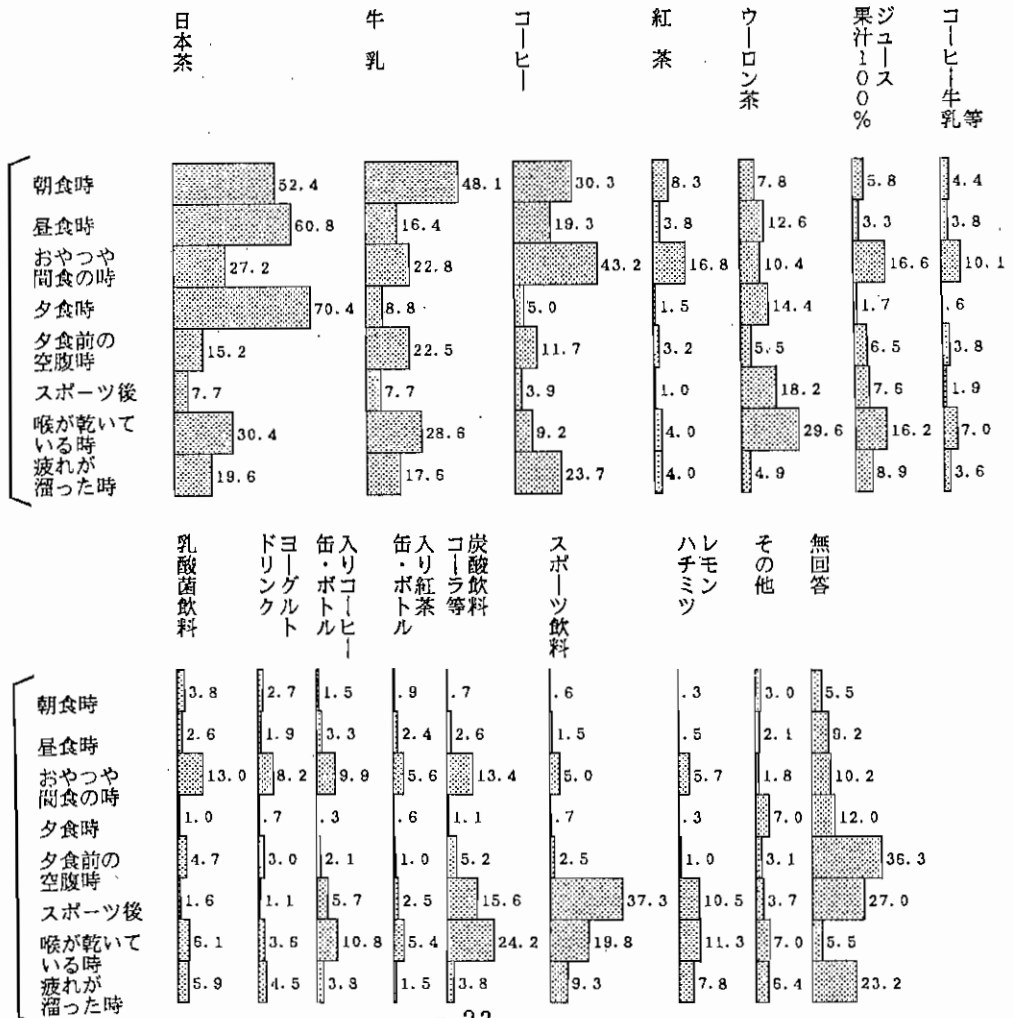 日本茶
牛乳
コーヒー
紅茶
ウーロン茶
ジュース
果汁100%
コーヒー牛乳等
朝食時 52.4 48.1 30.3 8.3 7.8 5.8 4.4
昼食時 60.8 16.4 19.3 3.8 12.6 3.3 3.8
おやつや
間食の時 27.2 22.8 43.2 16.8 10.4 16.6 10.1
夕食時 70.4 8.8 5.0 1.5 14.4 1.7 .6
夕食前の
空腹時 15.2 22.5 11.7 3.2 5.5 6.5 3.8
スポーツ後 7.7 7.7 3.9 1.0 18.2 7.6 1.9
喉が乾いて
いる時 30.4 28.6 9.2 4.0 29.6 16.2 7.0
疲れが
溜った時 19.6 17.6 23.7 4.0 4.9 8.9 3.6
乳酸菌飲料
ヨーグルト
ドリンク
入りコーヒー
缶・ボトル
入り紅茶
缶・ボトル
炭酸飲料
コーラ等
スポーツ飲料
レモン
ハチミツ
その他
無回答
朝食時 3.8 2.7 1.5 .9 .7 .6 .3 3.0 5.5
昼食時 2.6 1.9 3.3 2.4 2.6 1.5 .5 2.1 9.2
おやつや
間食の時 13.0 8.2 9.9 5.6 13.4 5.0 5.7 1.8 10.2
夕食時 1.0 .7 .3 .6 1.1 .7 .3 7.0 12.0
夕食前の
空腹時 4.7 3.0 2.1 1.0 5.2 2.5 1.0 3.1 36.3
スポーツ後 1.6 1.1 5.7 2.5 15.6 37.3 10.5 3.7 27.0
喉が乾いて
いる時 6.1 3.6 10.8 5.4 24.2 19.8 11.3 7.0 5.5
疲れが
溜った時 5.9 4.5 3.8 1.5 3.8 9.3 7.8 6.4 23.2